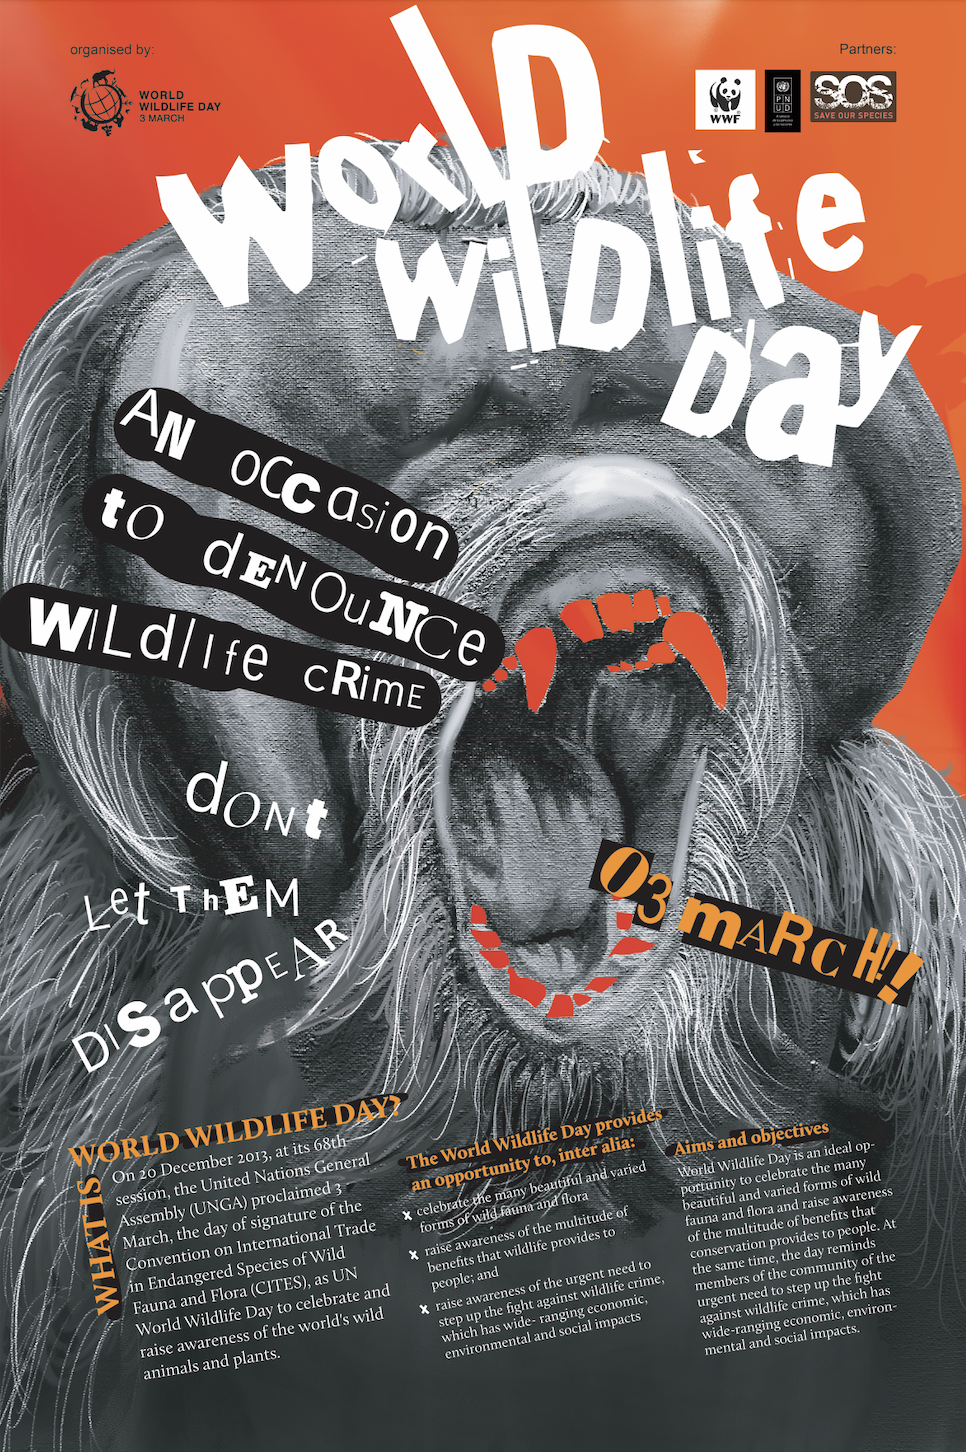 organised by:
WORLD
WILDLIFE DAY
3 MARCH
Partners:
WWF
P N
U D
SOS
SAVE OUR SPECIES
World
WilDlife
Day
AN occasion
to dENOuNce
WILdlife cRimE
dONt
Let ThEM
DISappEAR
03 mARCH!!
WHAT IS WORLD WILDLIFE DAY?
On 20 December 2013, at its 68th
session, the United Nations General
Assembly (UNGA) proclaimed 3
March, the day of signature of the
Convention on International Trade
in Endangered Species of Wild
Fauna and Flora (CITES), as UN
World Wildlife Day to celebrate and
raise awareness of the world's wild
animals and plants.
The World Wildlife Day provides
an opportunity to, inter alia:
x celebrate the many beautiful and varied
forms of wild fauna and flora
x raise awareness of the multitude of
benefits that wildlife provides to
people; and
x raise awareness of the urgent need to
step up the fight against wildlife crime,
which has wide- ranging economic,
environmental and social impacts
Aims and objectives
World Wildlife Day is an ideal op-
portunity to celebrate the many
beautiful and varied forms of wild
fauna and flora and raise awareness
of the multitude of benefits that
conservation provides to people. At
the same time, the day reminds
members of the community of the
urgent need to step up the fight
against wildlife crime, which has
wide-ranging economic, environ-
mental and social impacts.